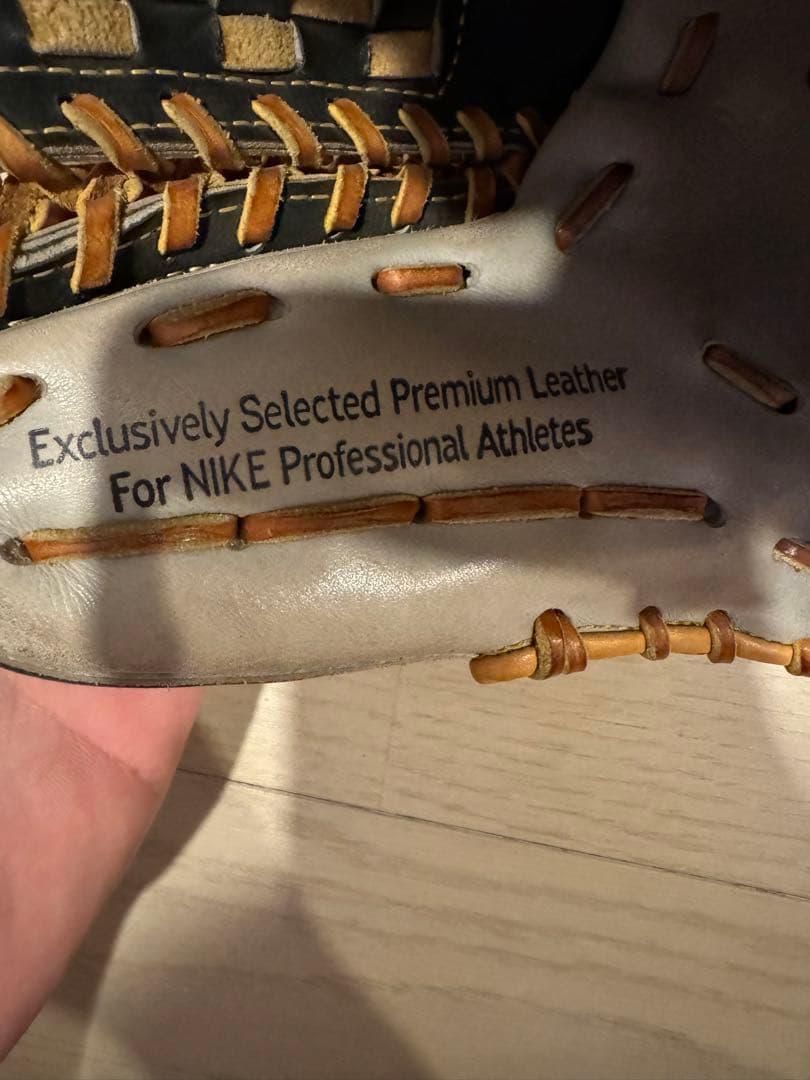 Exclusively Selected Premium Leather
For NIKE Professional Athletes